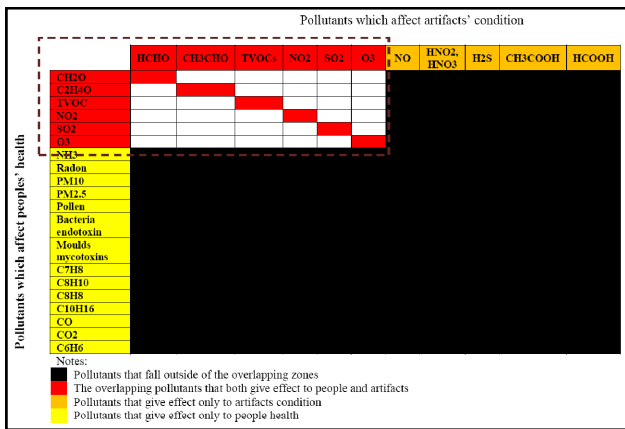 Pollutants which affect artifacts' condition
HCHO CH3CHO TVOCs NO2 SO2 O3 NO HNO2, HNO3 H2S CH3COOH HCOOH
Pollutants which affect peoples' health
CH2O
C2H4O
TVOC
NO2
SO2
O3
NH3
Radon
PM10
PM2.5
Pollen
Bacteria
endotoxin
Moulds
mycotoxins
C7H8
C8H10
C8H8
C10H16
CO
CO2
C6H6
Notes:
Pollutants that fall outside of the overlapping zones
The overlapping pollutants that both give effect to people and artifacts
Pollutants that give effect only to artifacts condition
Pollutants that give effect only to people health